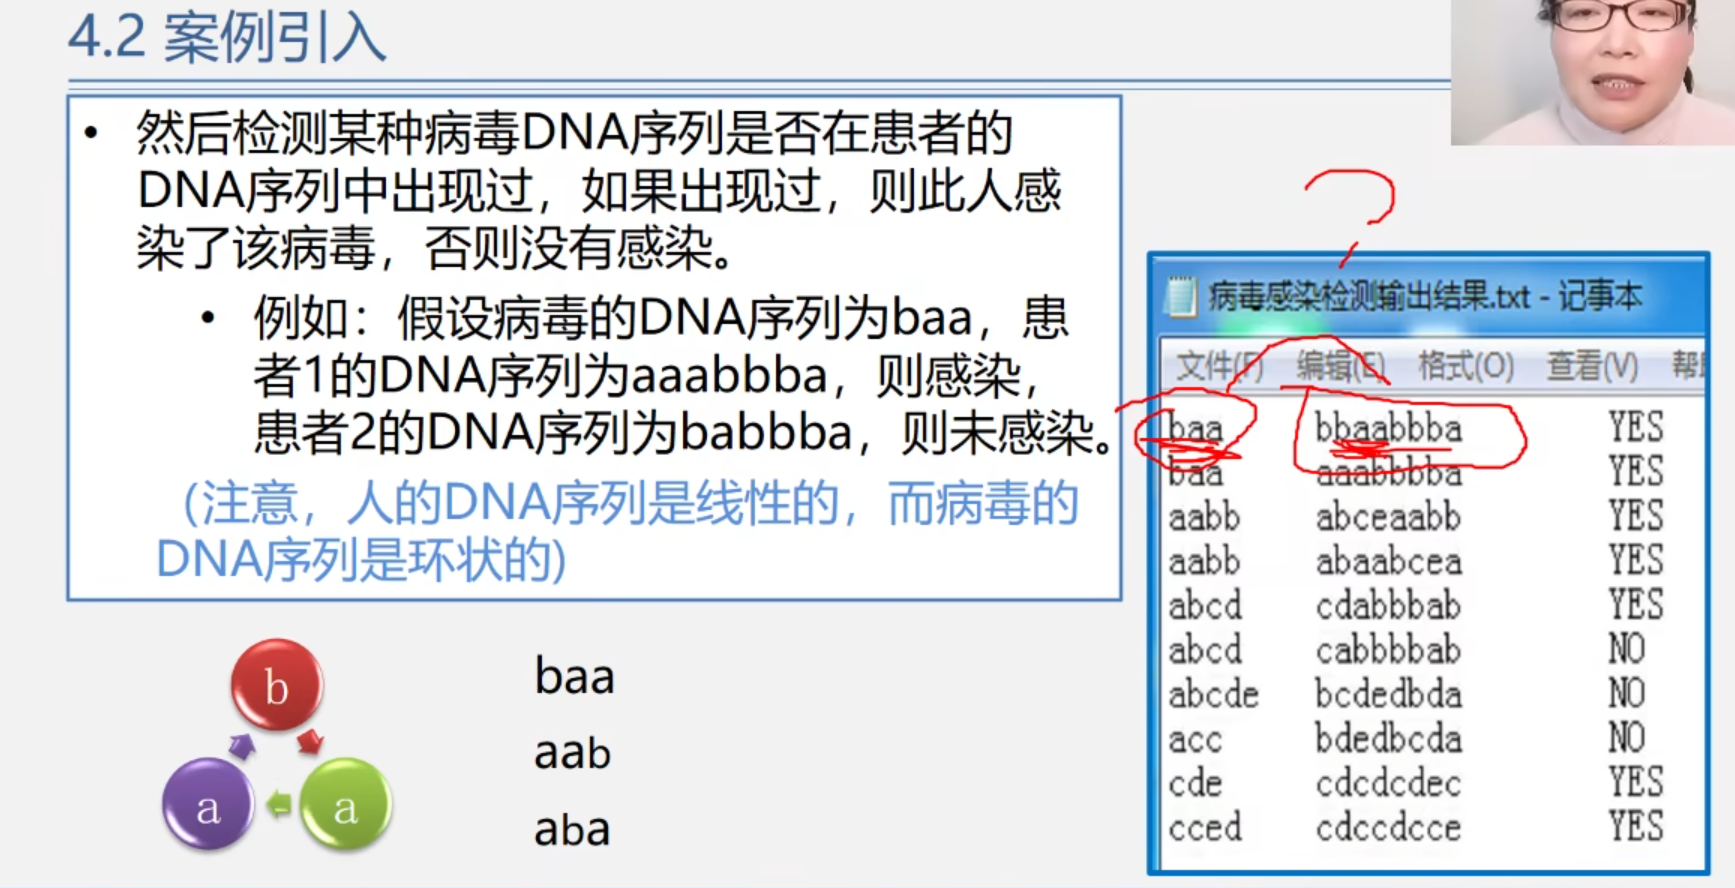 4.2 案例引入
• 然后检测某种病毒DNA序列是否在患者的
DNA序列中出现过，如果出现过，则此人感
染了该病毒，否则没有感染。
• 例如：假设病毒的DNA序列为baa，患
者1的DNA序列为aaabbba，则感染，
患者2的DNA序列为babbba，则未感染。
（注意，人的DNA序列是线性的，而病毒的
DNA序列是环状的)
b
a
a
baa
aab
aba
病毒感染检测输出结果.txt - 记事本
文件(F) 编辑(E) 格式(O) 查看(V)
baa bbaabbba YES
baa aaabbbba YES
aabb abceaabb YES
aabb abaabcea YES
abcd cdabbbab YES
abcd cabbbbab NO
abcde bcdedbda NO
acc bdedbcda NO
cde cdcdcdec YES
cced cdccdcce YES